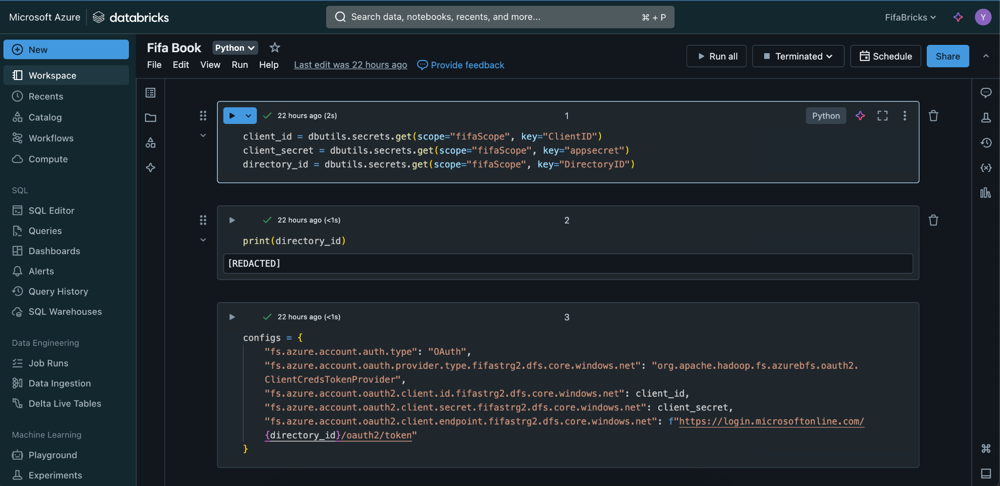 Microsoft Azure databricks
Search data, notebooks, recents, and more... ⌘ + P
FifaBricks
Y
New
Workspace
Recents
Catalog
Workflows
Compute
SQL
SQL Editor
Queries
Dashboards
Alerts
Query History
SQL Warehouses
Data Engineering
Job Runs
Data Ingestion
Delta Live Tables
Machine Learning
Playground
Experiments
Fifa Book Python
File Edit View Run Help Last edit was 22 hours ago Provide feedback
Run all Terminated Schedule Share
22 hours ago (2s) 1 Python
client_id = dbutils.secrets.get(scope="fifaScope", key="ClientID")
client_secret = dbutils.secrets.get(scope="fifaScope", key="appsecret")
directory_id = dbutils.secrets.get(scope="fifaScope", key="DirectoryID")
22 hours ago (<1s) 2
print(directory_id)
[REDACTED]
22 hours ago (<1s) 3
configs = {
"fs.azure.account.auth.type": "OAuth",
"fs.azure.account.oauth.provider.type.fifastrg2.dfs.core.windows.net": "org.apache.hadoop.fs.azurebfs.oauth2.
ClientCredsTokenProvider",
"fs.azure.account.oauth2.client.id.fifastrg2.dfs.core.windows.net": client_id,
"fs.azure.account.oauth2.client.secret.fifastrg2.dfs.core.windows.net": client_secret,
"fs.azure.account.oauth2.client.endpoint.fifastrg2.dfs.core.windows.net": f"https://login.microsoftonline.com/
{directory_id}/oauth2/token"
}